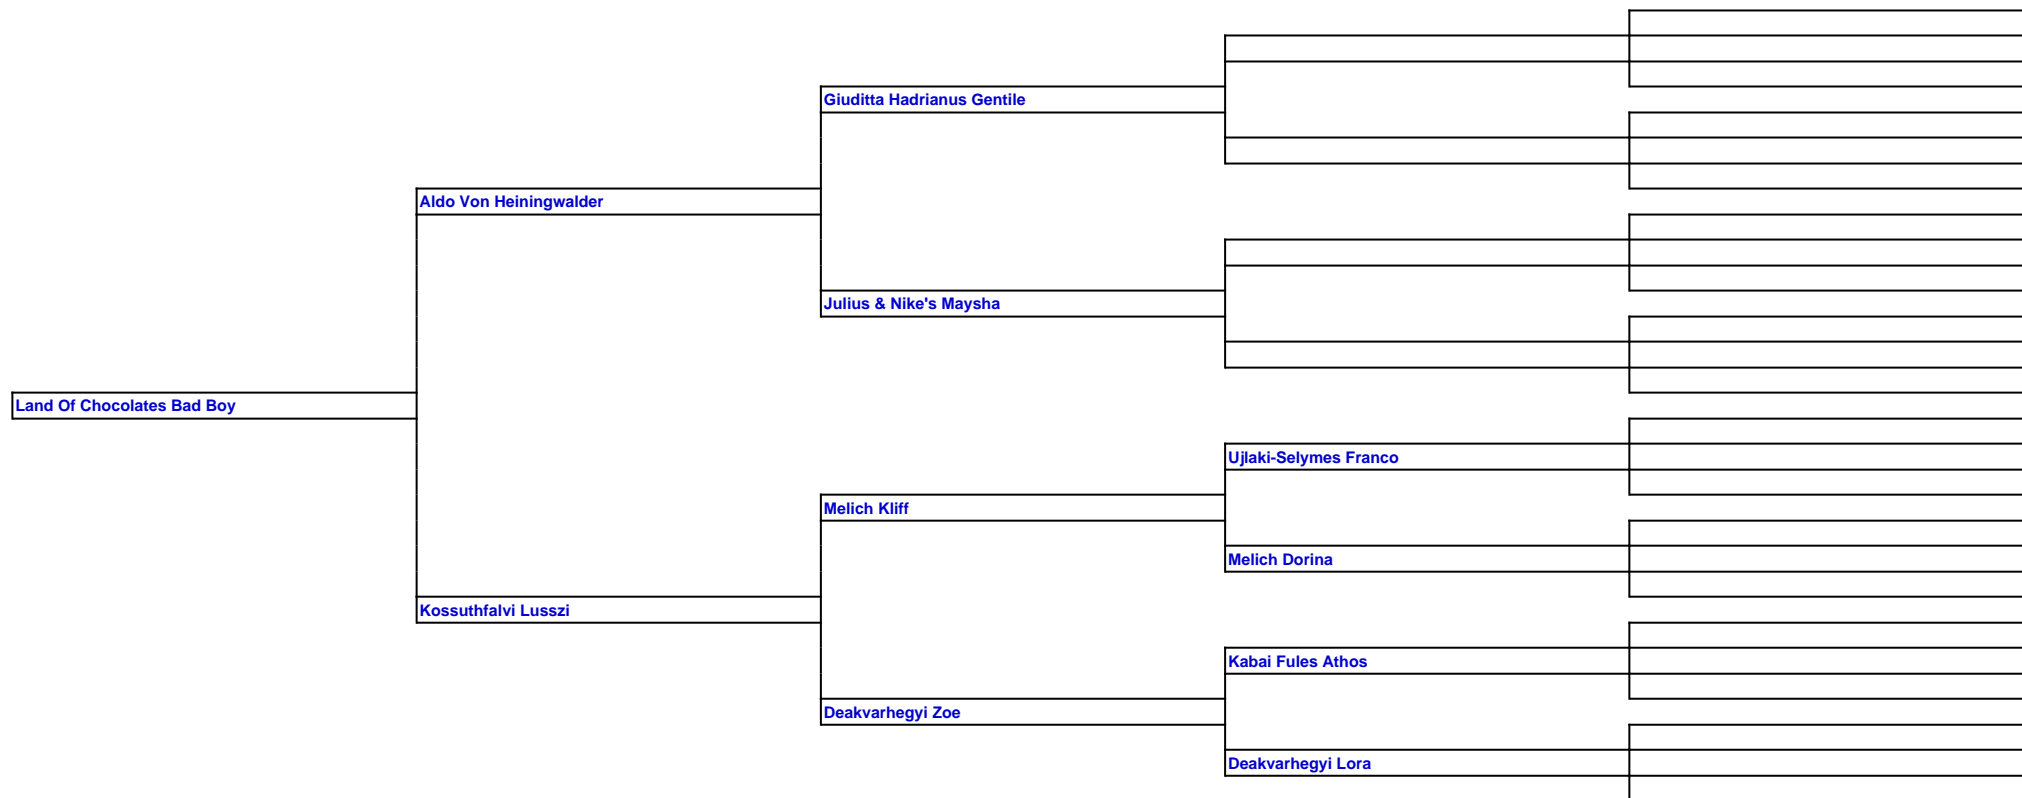 Giuditta Hadrianus Gentile
Aldo Von Heiningwalder
Julius & Nike's Maysha
Land Of Chocolates Bad Boy
Ujlaki-Selymes Franco
Melich Kliff
Melich Dorina
Kossuthfalvi Lusszi
Kabai Fules Athos
Deakvarhegyi Zoe
Deakvarhegyi Lora